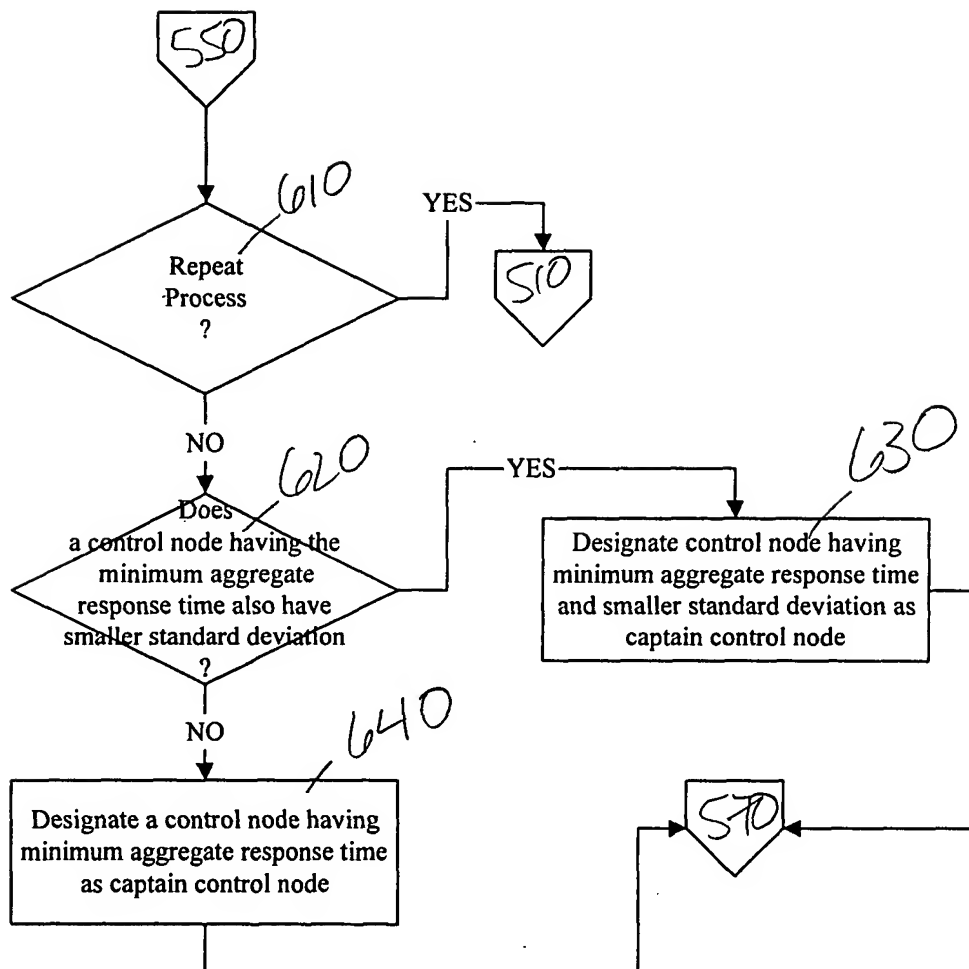 550
610
Repeat
Process
?
YES
510
NO
620
Does
a control node having the
minimum aggregate
response time also have
smaller standard deviation
?
YES
630
Designate control node having
minimum aggregate response time
and smaller standard deviation as
captain control node
NO
640
Designate a control node having
minimum aggregate response time
as captain control node
570